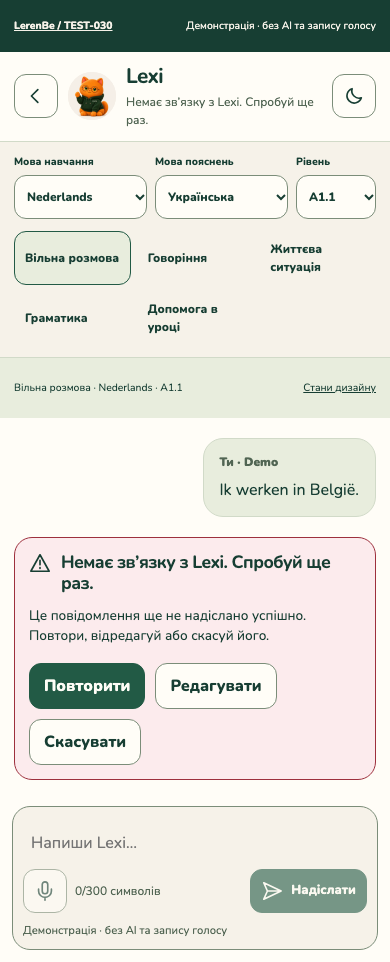 LerenBe / TEST-030
Демонстрація · без AI та запису голосу
Lexi
Немає зв’язку з Lexi. Спробуй ще
раз.
Мова навчання
Мова пояснень
Рівень
Nederlands
Українська
A1.1
Вільна розмова
Говоріння
Життєва
ситуація
Граматика
Допомога в
уроці
Вільна розмова · Nederlands · A1.1
Стани дизайну
Ти · Demo
Ik werken in België.
Немає зв’язку з Lexi. Спробуй ще
раз.
Це повідомлення ще не надіслано успішно.
Повтори, відредагуй або скасуй його.
Повторити
Редагувати
Скасувати
Напиши Lexi...
0/300 символів
Надіслати
Демонстрація · без AI та запису голосу